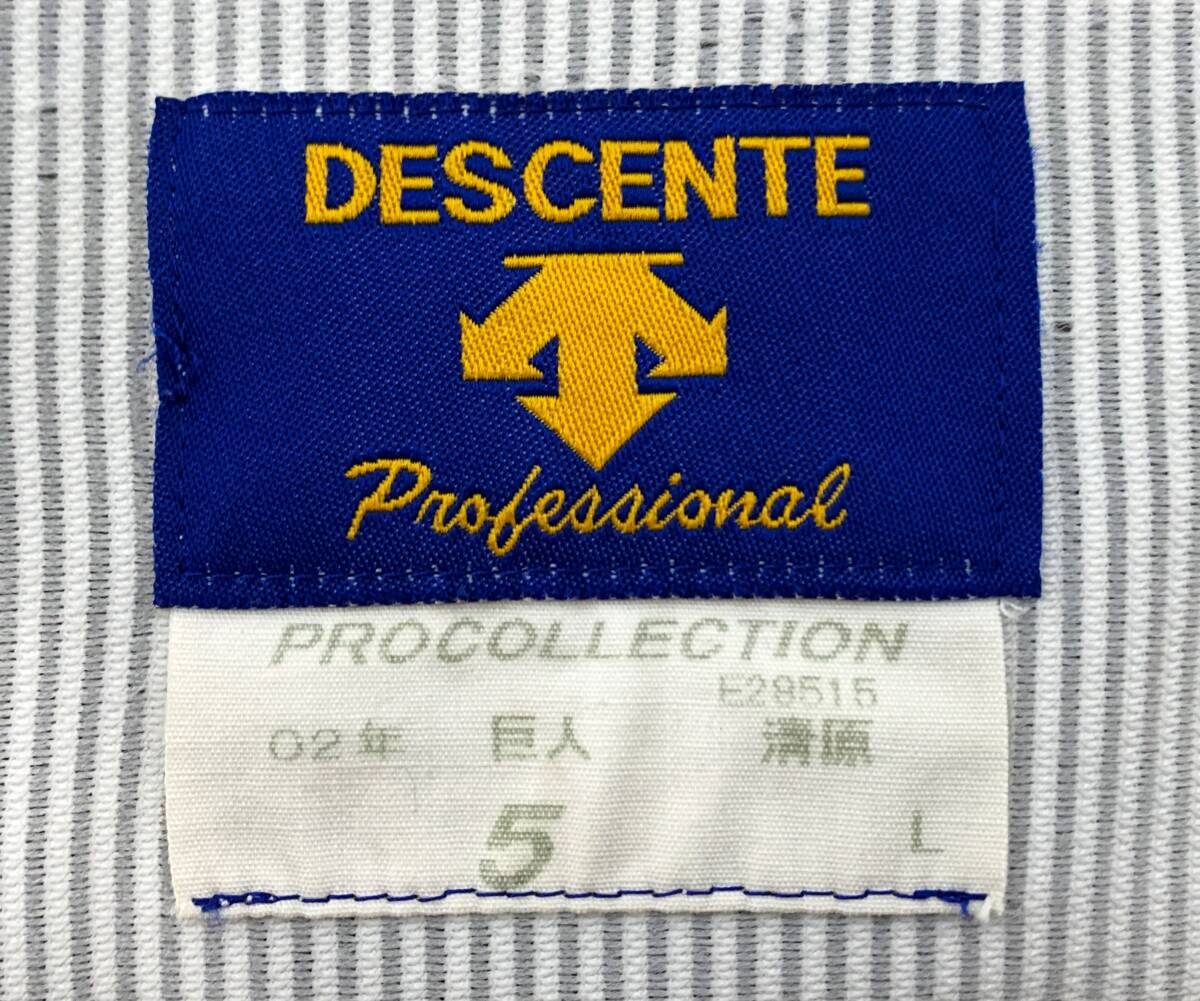 DESCENTE
Professional
PROCOLLECTION
E28515
02年 巨人 清原
5 L